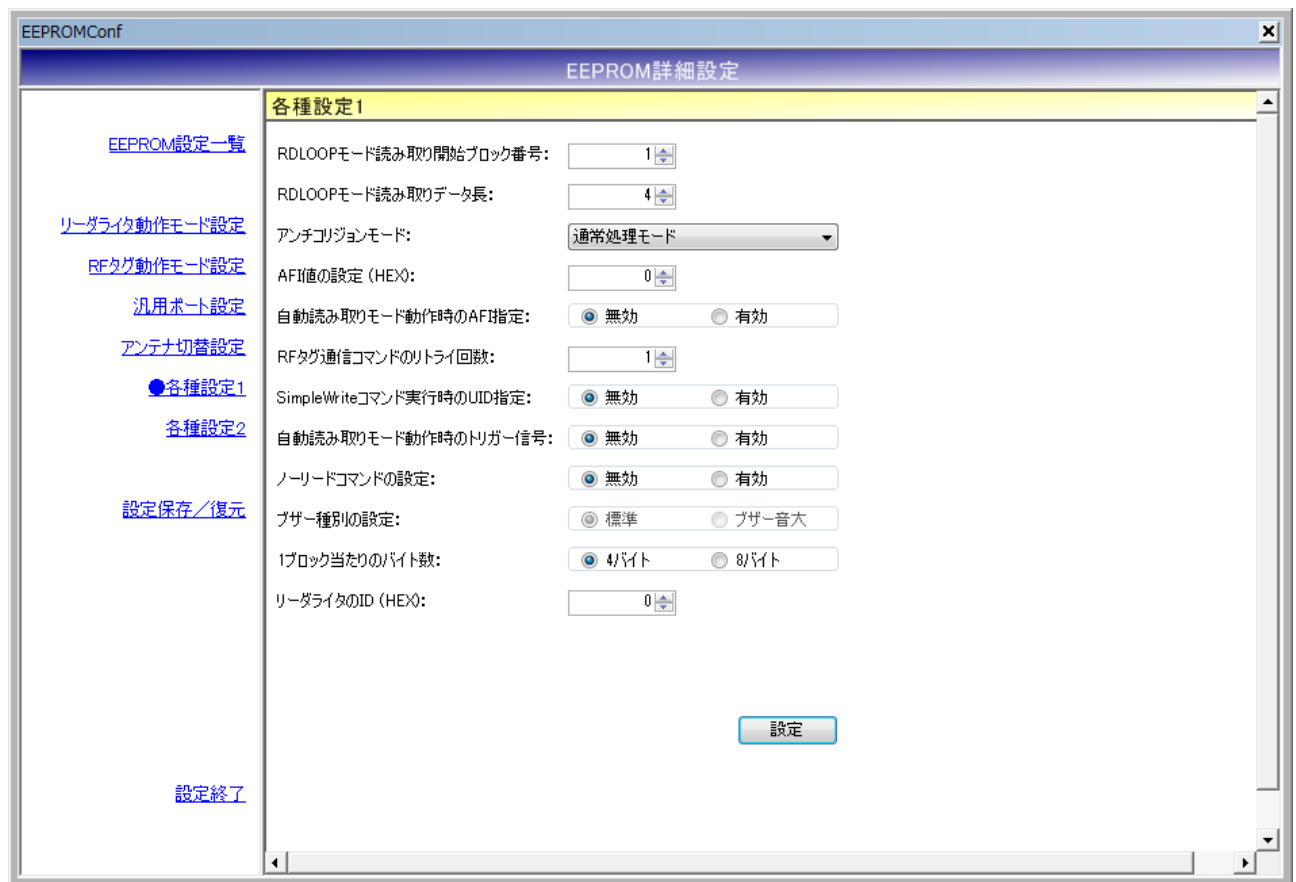 EEPROMConf
EEPROM詳細設定
EEPROM設定一覧
リーダライタ動作モード設定
RFタグ動作モード設定
汎用ポート設定
アンテナ切替設定
●各種設定1
各種設定2
設定保存／復元
設定終了
各種設定1
RDLOOPモード読み取り開始ブロック番号: 1
RDLOOPモード読み取りデータ長: 4
アンチコリジョンモード: 通常処理モード
AFI値の設定 (HEX): 0
自動読み取りモード動作時のAFI指定: 無効 有効
RFタグ通信コマンドのリトライ回数: 1
SimpleWriteコマンド実行時のUID指定: 無効 有効
自動読み取りモード動作時のトリガー信号: 無効 有効
ノーリードコマンドの設定: 無効 有効
ブザー種別の設定: 標準 ブザー音大
1ブロック当たりのバイト数: 4バイト 8バイト
リーダライタのID (HEX): 0
設定